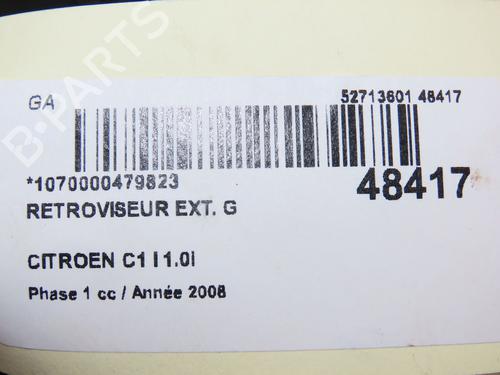 GA
52713601 48417
*1070000479823
48417
RETROVISEUR EXT. G
CITROEN C1 I 1.0i
Phase 1 cc / Année 2008
B-PARTS